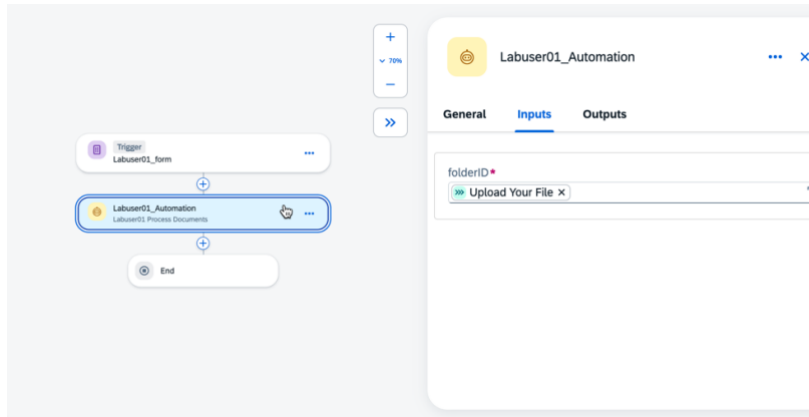 Trigger
Labuser01_form
Labuser01_Automation
Labuser01 Process Documents
End
70%
Labuser01_Automation
General Inputs Outputs
folderID*
Upload Your File